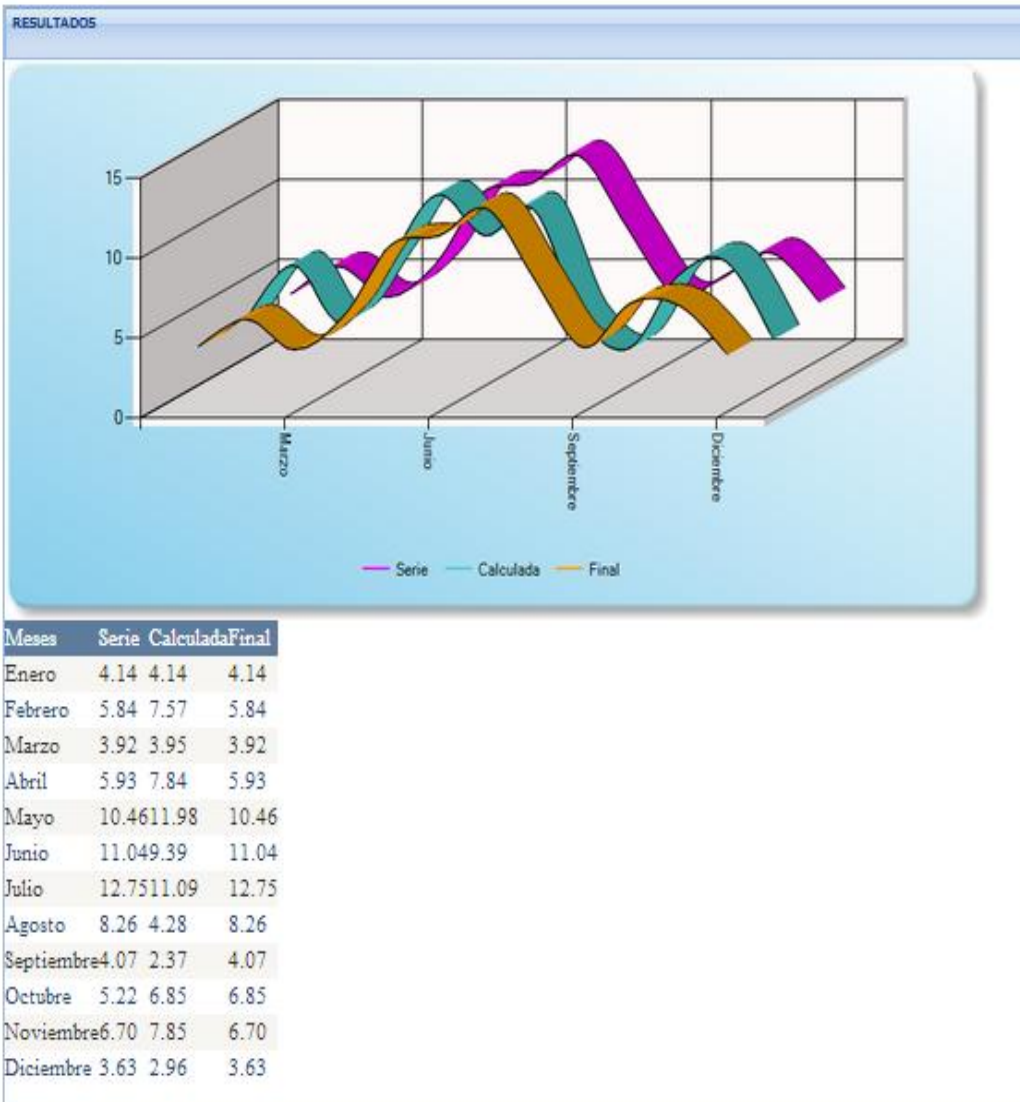 RESULTADOS
15
10
5
0
Marzo
Junio
Septiembre
Diciembre
Serie Calculada Final
Meses Serie Calculada Final
Enero 4.14 4.14 4.14
Febrero 5.84 7.57 5.84
Marzo 3.92 3.95 3.92
Abril 5.93 7.84 5.93
Mayo 10.46 11.98 10.46
Junio 11.04 9.39 11.04
Julio 12.75 11.09 12.75
Agosto 8.26 4.28 8.26
Septiembre 4.07 2.37 4.07
Octubre 5.22 6.85 6.85
Noviembre 6.70 7.85 6.70
Diciembre 3.63 2.96 3.63